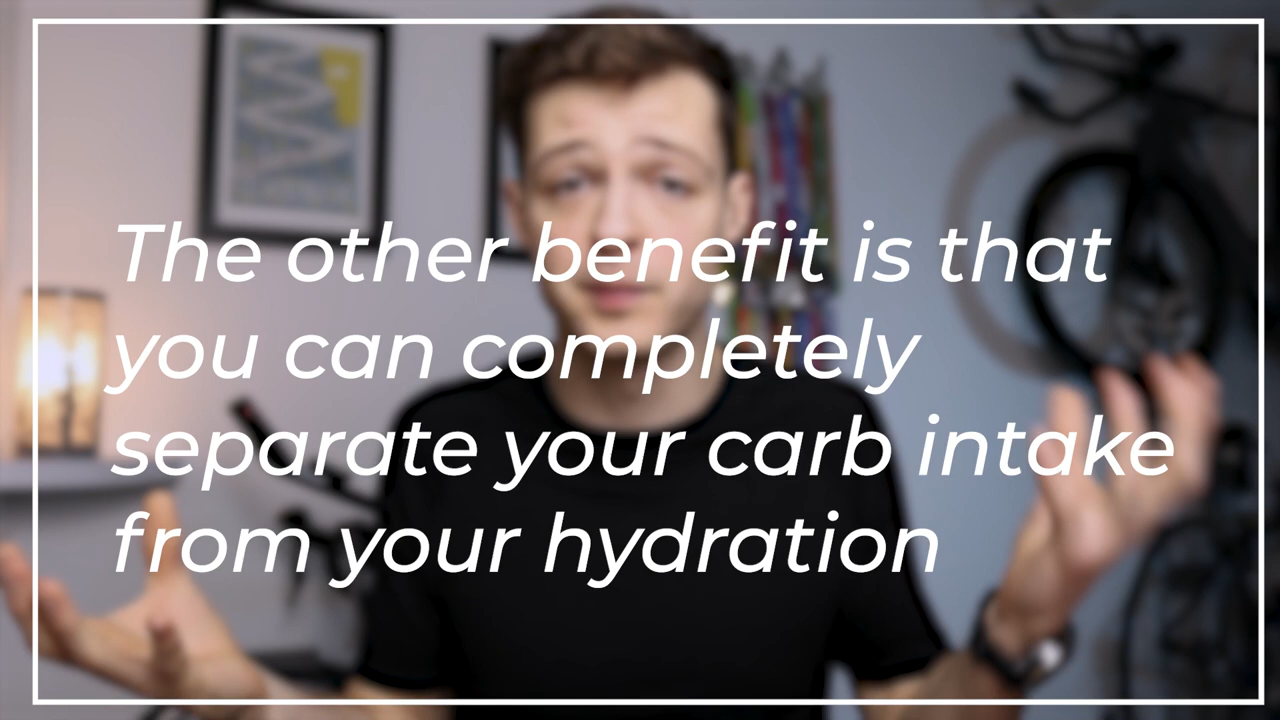 The other benefit is that
you can completely
separate your carb intake
from your hydration